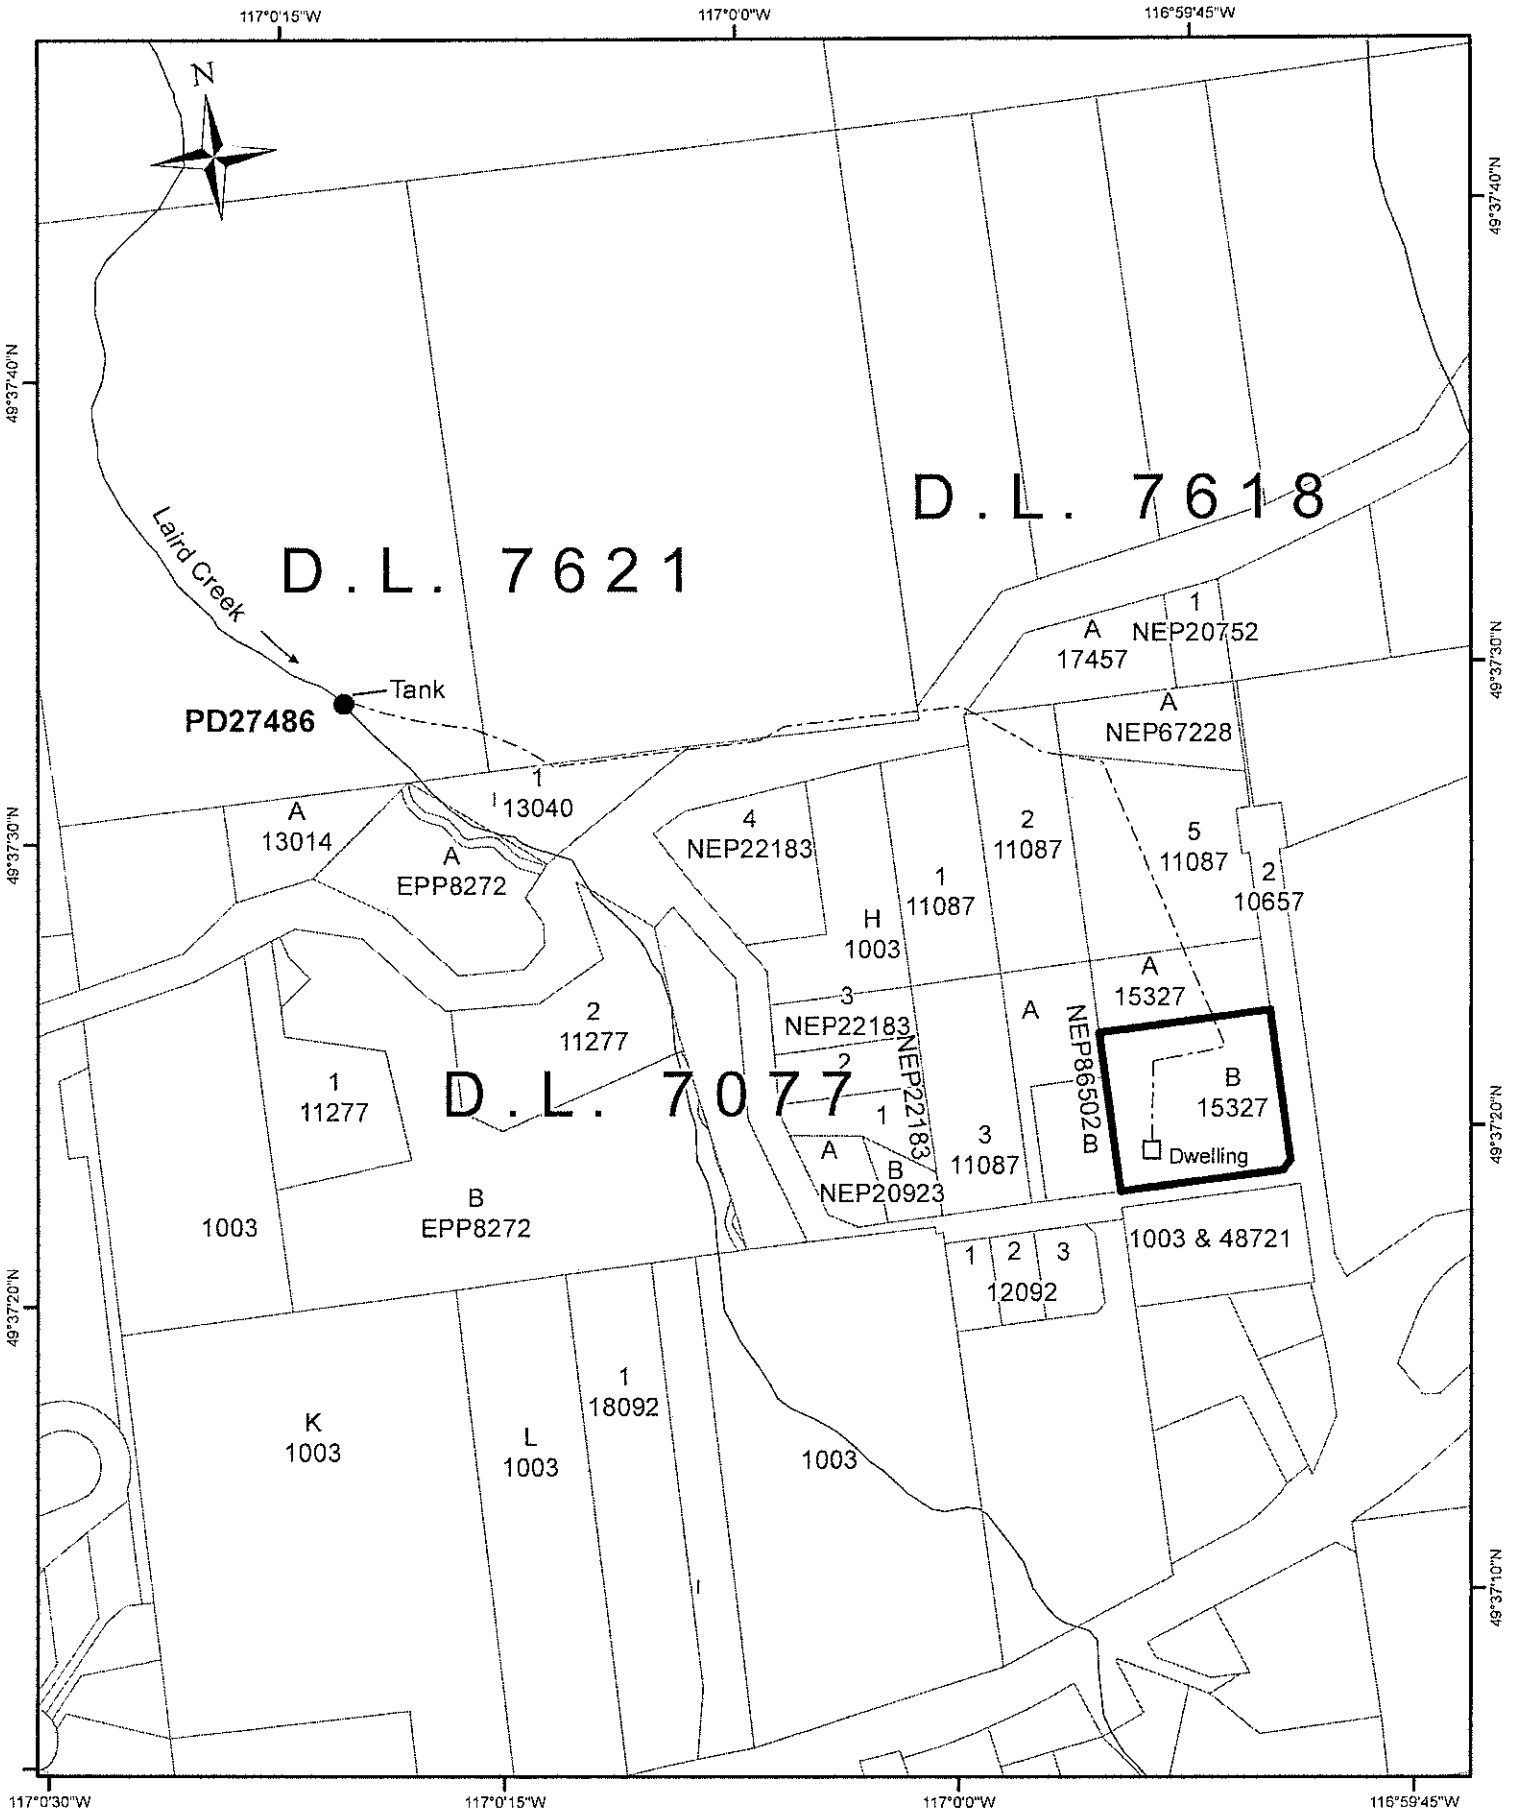 117°0'15"W
117°0'0"W
116°59'45"W
N
49°37'40"N
49°37'40"N
Laird Creek
D.L. 7618
D.L. 7621
1
NEP20752
A
17457
49°37'30"N
Tank
PD27486
A
NEP67228
1
13040
A
13014
4
NEP22183
2
11087
5
11087
49°37'30"N
A
EPP8272
1
11087
2
10657
H
1003
A
15327
3
NEP22183
A
NEP86502
2
11277
NEP22183
2
1
11277
D.L. 7077
B
15327
1
49°37'20"N
3
11087
A
B
NEP20923
Dwelling
B
EPP8272
1003
1003 & 48721
1
2
3
12092
49°37'20"N
1
18092
K
1003
L
1003
1003
49°37'10"N
117°0'30"W
117°0'15"W
117°0'0"W
116°59'45"W